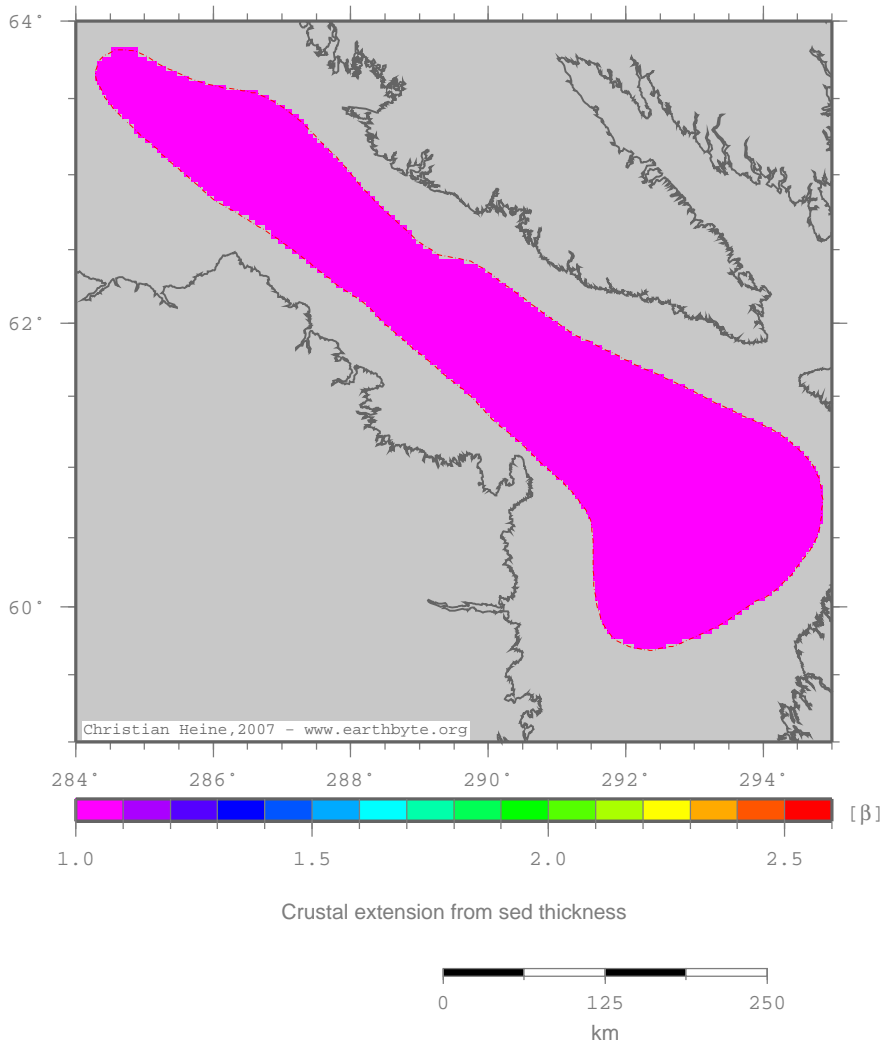 64°
62°
60°
Christian Heine,2007 - www.earthbyte.org
284° 286° 288° 290° 292° 294°
[β]
1.0 1.5 2.0 2.5
Crustal extension from sed thickness
0 125 250
km